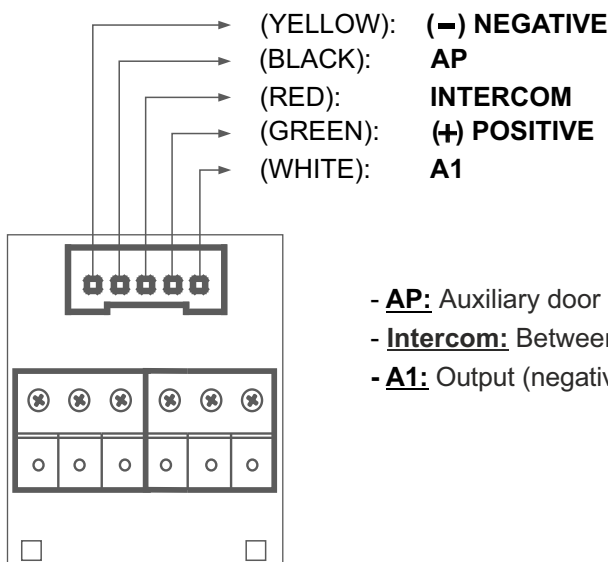 (YELLOW): (−) NEGATIVE
(BLACK): AP
(RED): INTERCOM
(GREEN): (+) POSITIVE
(WHITE): A1
- AP: Auxiliary door
- Intercom: Between
- A1: Output (negativ